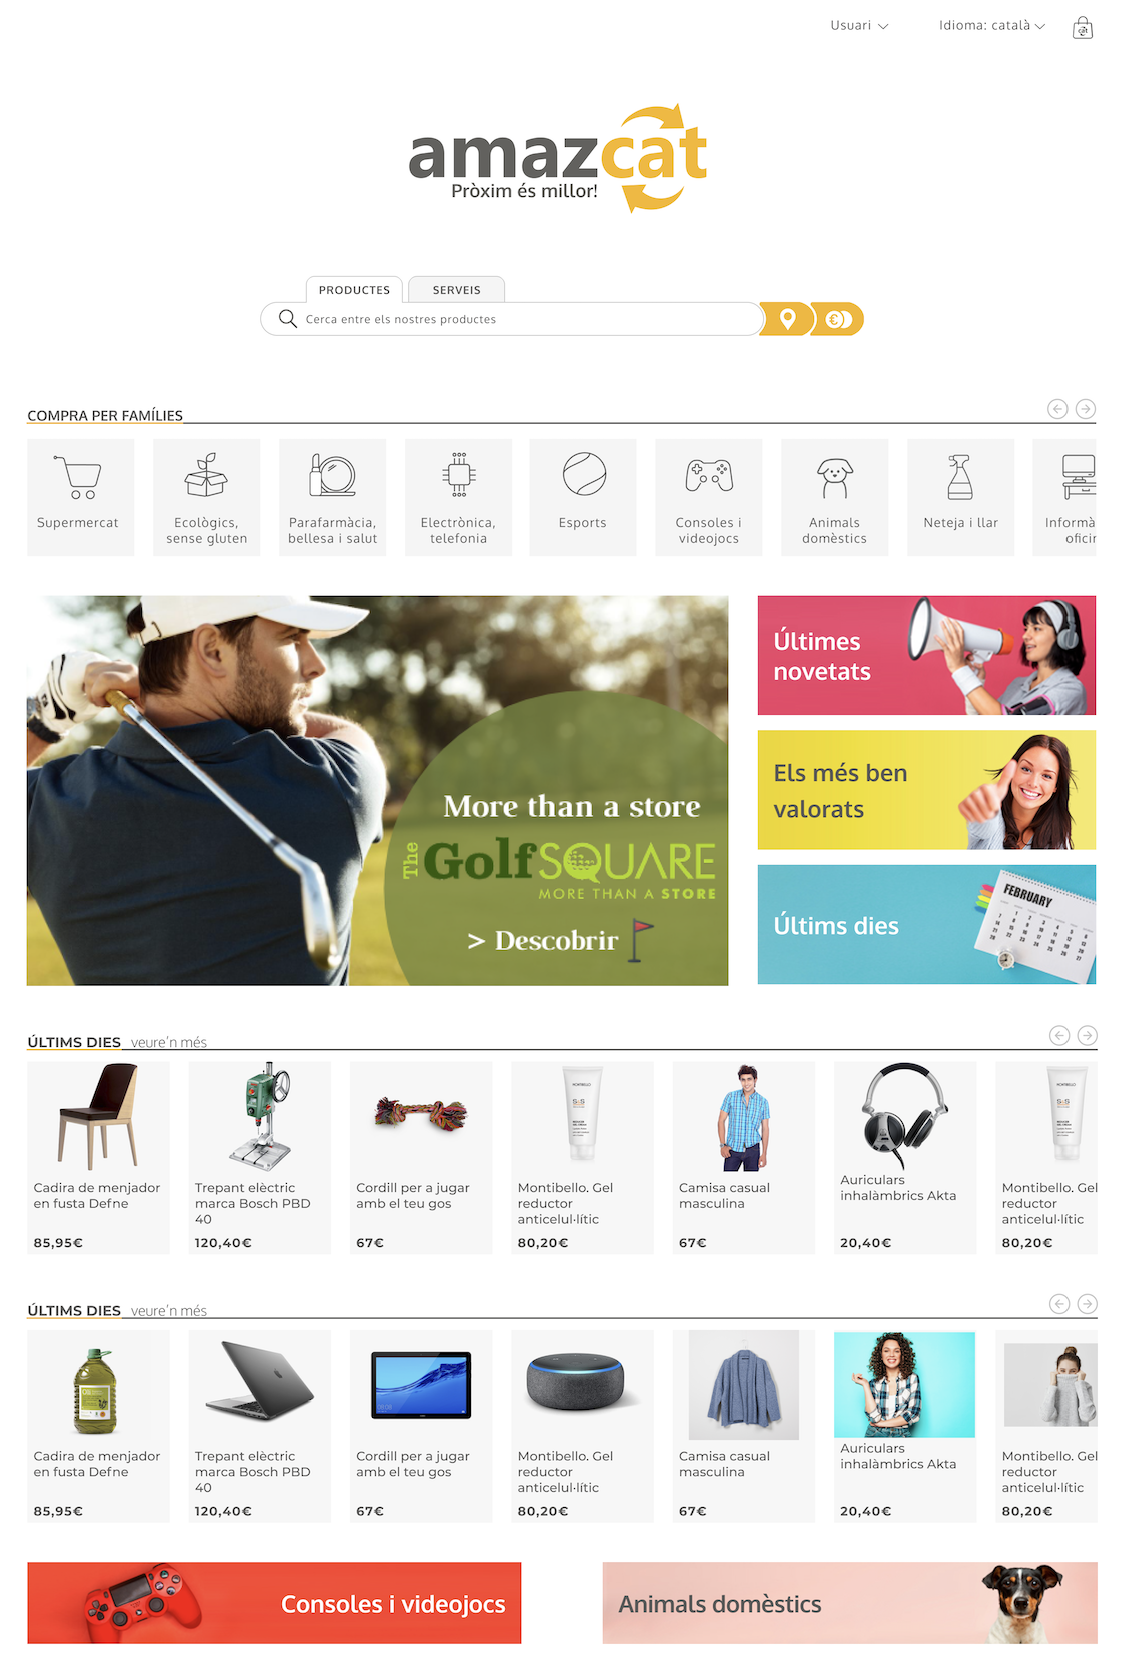 Usuari
Idioma: català
cat
amazcat
Pròxim és millor!
PRODUCTES
SERVEIS
Cerca entre els nostres productes
€
COMPRA PER FAMÍLIES
Supermercat
Ecològics,
sense gluten
Parafarmàcia,
bellesa i salut
Electrònica,
telefonia
Esports
Consoles i
videojocs
Animals
domèstics
Neteja i llar
Informà
oficin
More than a store
The GolfSQUARE
MORE THAN A STORE
> Descobrir
Últimes
novetats
Els més ben
valorats
Últims dies
FEBRUARY
ÚLTIMS DIES veure'n més
MONTIBELLO
MONTIBELLO
Cadira de menjador
en fusta Defne
85,95€
Trepant elèctric
marca Bosch PBD
40
120,40€
Cordill per a jugar
amb el teu gos
67€
Montibello. Gel
reductor
anticel·lulític
80,20€
Camisa casual
masculina
67€
Auriculars
inhalàmbrics Akta
20,40€
Montibello. Gel
reductor
anticelul·lític
80,20€
ÚLTIMS DIES veure'n més
Cadira de menjador
en fusta Defne
85,95€
Trepant elèctric
marca Bosch PBD
40
120,40€
Cordill per a jugar
amb el teu gos
67€
Montibello. Gel
reductor
anticelul·lític
80,20€
Camisa casual
masculina
67€
Auriculars
inhalàmbrics Akta
20,40€
Montibello. Gel
reductor
anticelul·lític
80,20€
Consoles i videojocs
Animals domèstics